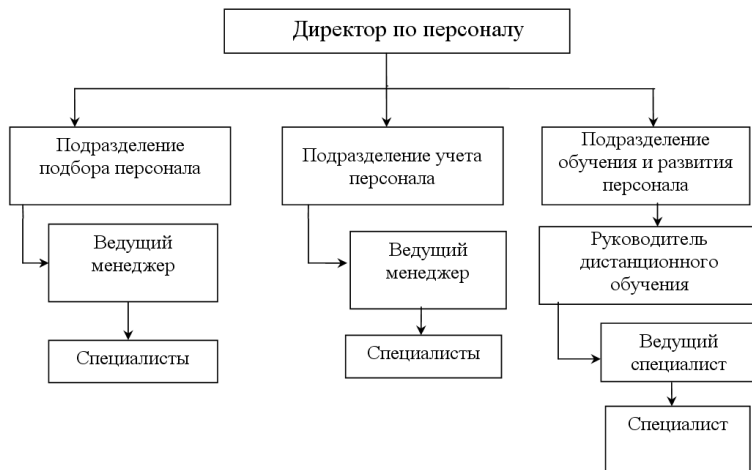 Директор по персоналу
Подразделение
подбора персонала
Подразделение учета
персонала
Подразделение
обучения и развития
персонала
Ведущий
менеджер
Ведущий
менеджер
Руководитель
дистанционного
обучения
Специалисты
Специалисты
Ведущий
специалист
Специалист